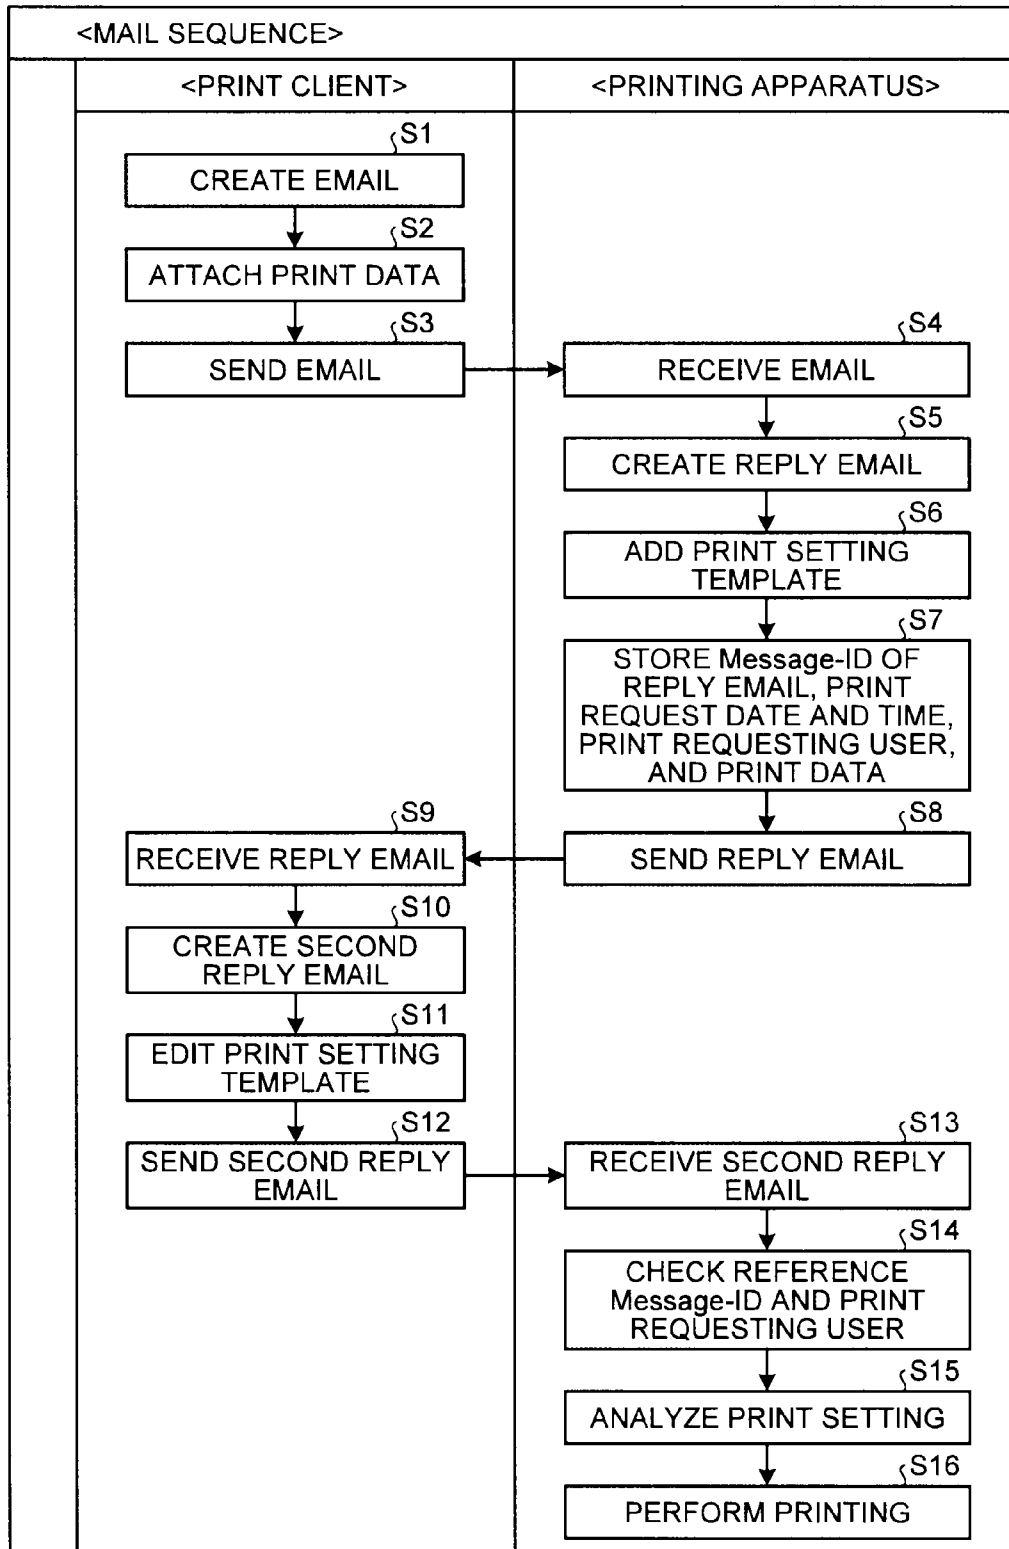 <MAIL SEQUENCE>
<PRINT CLIENT>
<PRINTING APPARATUS>
S1
CREATE EMAIL
S2
ATTACH PRINT DATA
S3
SEND EMAIL
S4
RECEIVE EMAIL
S5
CREATE REPLY EMAIL
S6
ADD PRINT SETTING
TEMPLATE
S7
STORE Message-ID OF
REPLY EMAIL, PRINT
REQUEST DATE AND TIME,
PRINT REQUESTING USER,
AND PRINT DATA
S8
SEND REPLY EMAIL
S9
RECEIVE REPLY EMAIL
S10
CREATE SECOND
REPLY EMAIL
S11
EDIT PRINT SETTING
TEMPLATE
S12
SEND SECOND REPLY
EMAIL
S13
RECEIVE SECOND REPLY
EMAIL
S14
CHECK REFERENCE
Message-ID AND PRINT
REQUESTING USER
S15
ANALYZE PRINT SETTING
S16
PERFORM PRINTING